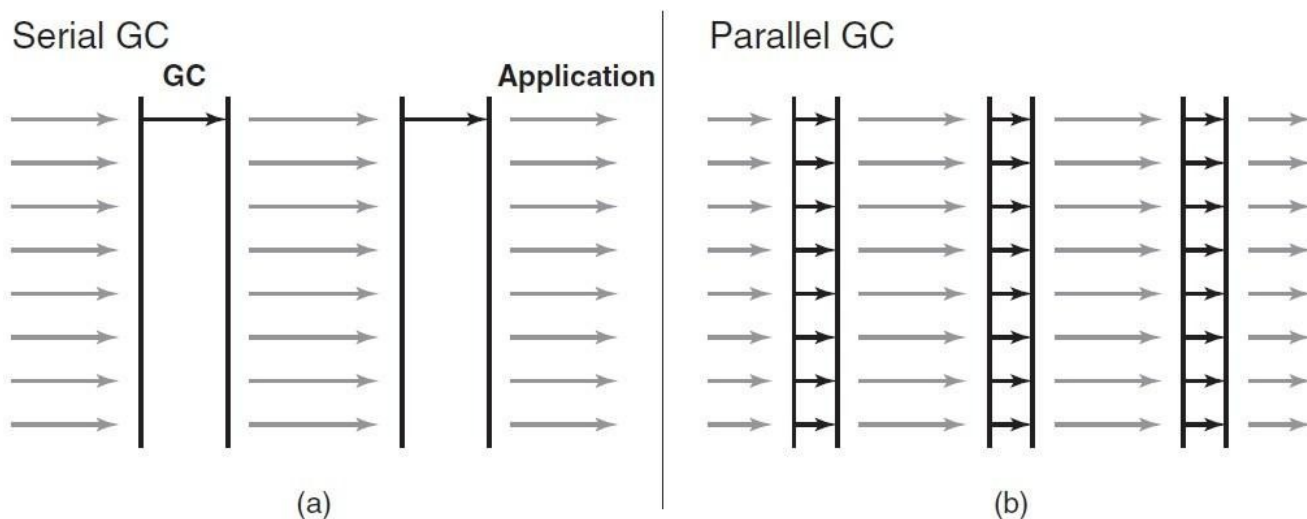 Serial GC
GC
Application
(a)
Parallel GC
(b)